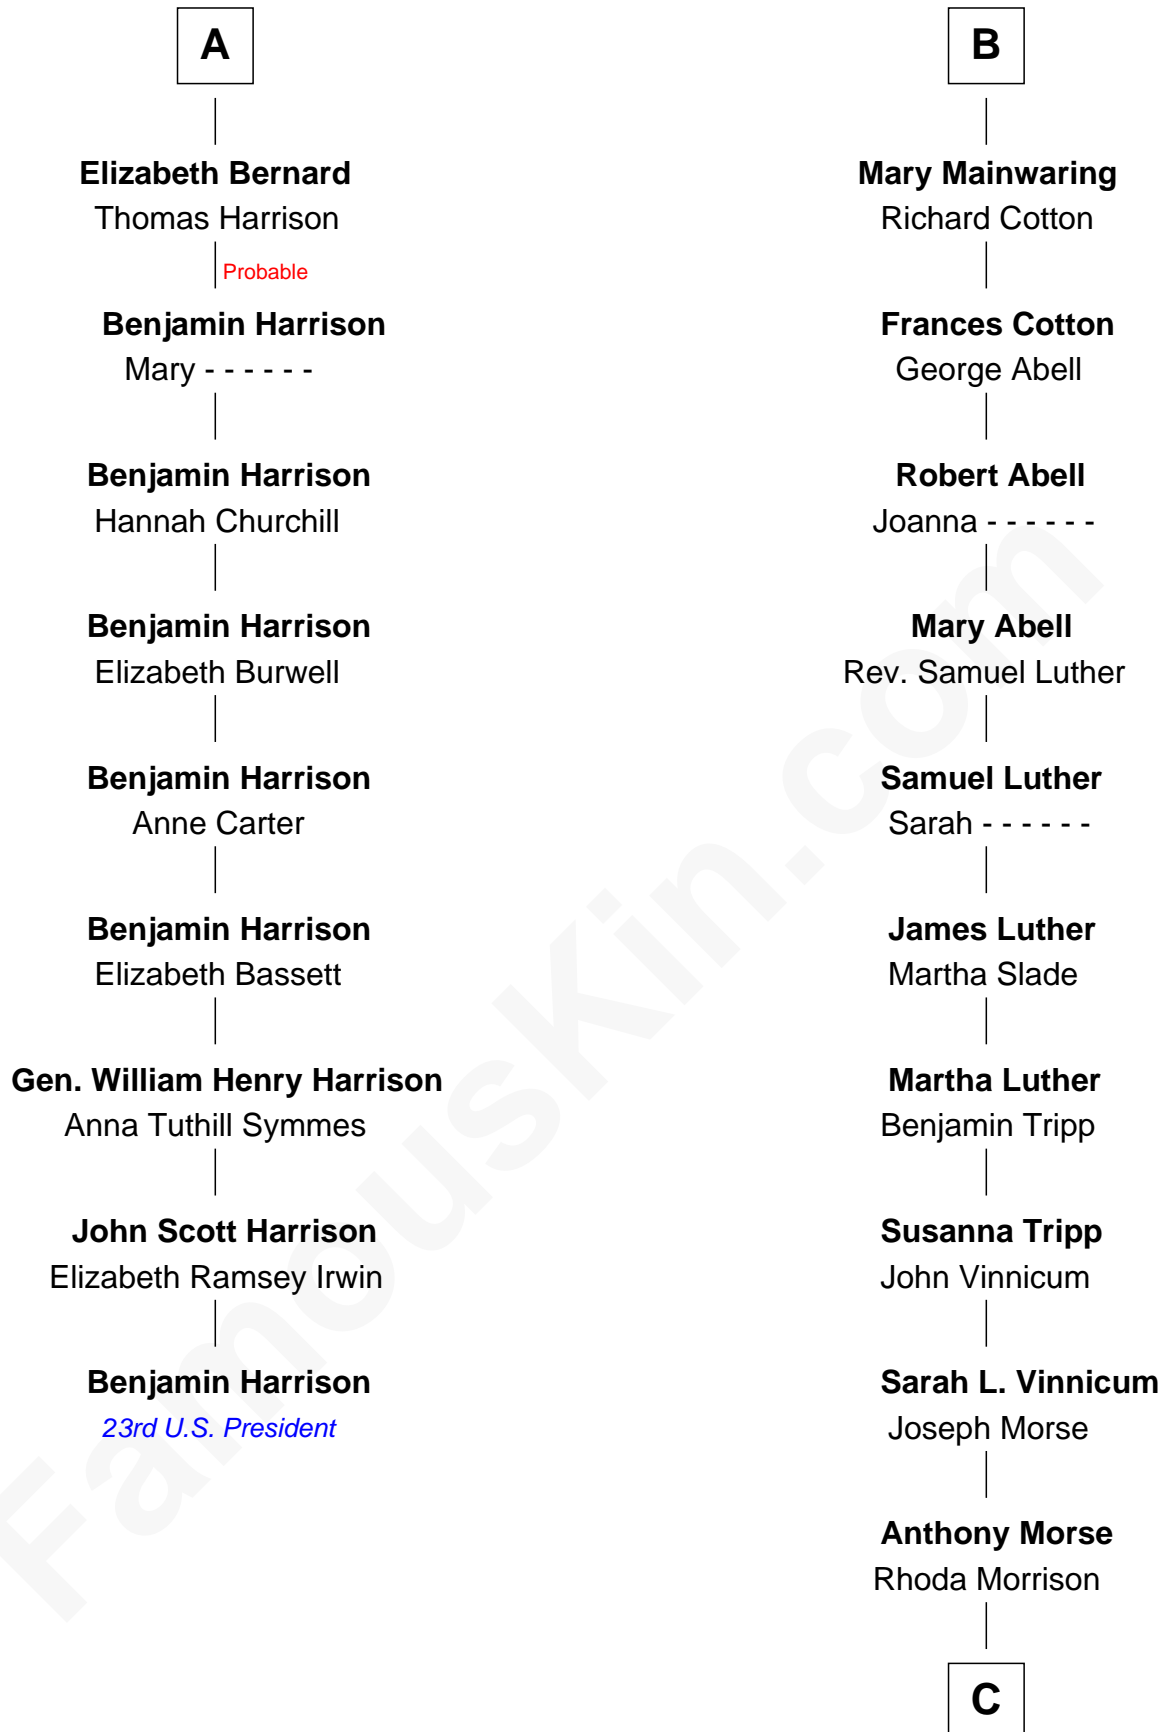 A
Elizabeth Bernard
Thomas Harrison
Probable
Benjamin Harrison
Mary - - - - - -
Benjamin Harrison
Hannah Churchill
Benjamin Harrison
Elizabeth Burwell
Benjamin Harrison
Anne Carter
Benjamin Harrison
Elizabeth Bassett
Gen. William Henry Harrison
Anna Tuthill Symmes
John Scott Harrison
Elizabeth Ramsey Irwin
Benjamin Harrison
23rd U.S. President
B
Mary Mainwaring
Richard Cotton
Frances Cotton
George Abell
Robert Abell
Joanna - - - - - -
Mary Abell
Rev. Samuel Luther
Samuel Luther
Sarah - - - - - -
James Luther
Martha Slade
Martha Luther
Benjamin Tripp
Susanna Tripp
John Vinnicum
Sarah L. Vinnicum
Joseph Morse
Anthony Morse
Rhoda Morrison
C
FamousKin.com